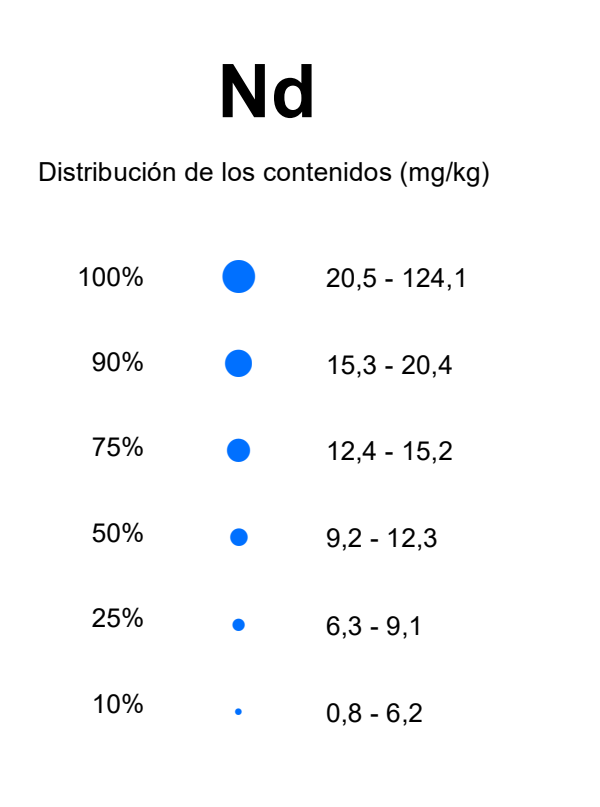 Nd
Distribución de los contenidos (mg/kg)
100% 20,5 - 124,1
90% 15,3 - 20,4
75% 12,4 - 15,2
50% 9,2 - 12,3
25% 6,3 - 9,1
10% 0,8 - 6,2